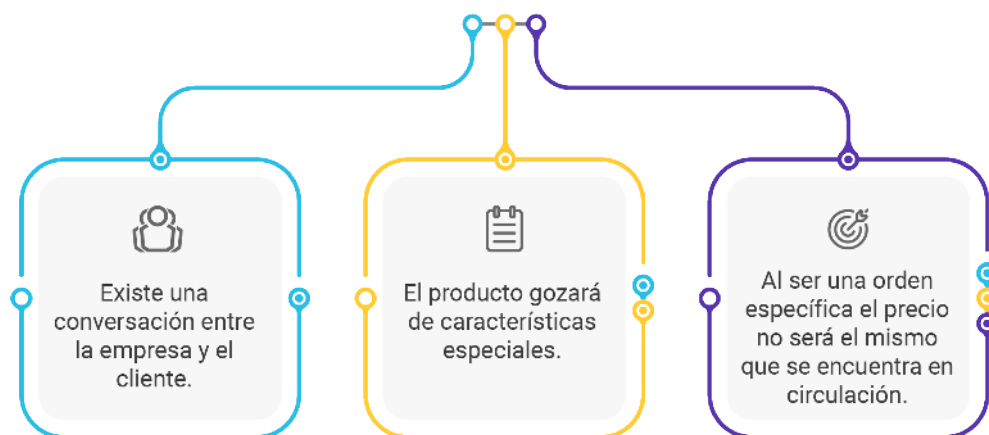 Existe una
conversación entre
la empresa y el
cliente.
El producto gozará
de características
especiales.
Al ser una orden
específica el precio
no será el mismo
que se encuentra en
circulación.